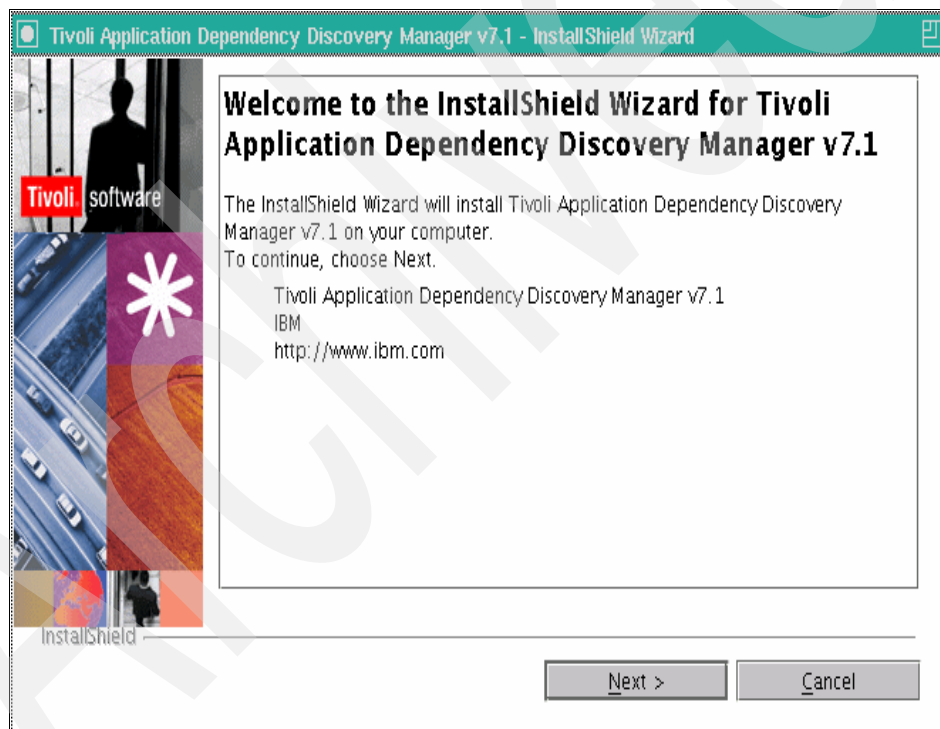 Tivoli Application Dependency Discovery Manager v7.1 - InstallShield Wizard
Welcome to the InstallShield Wizard for Tivoli
Application Dependency Discovery Manager v7.1
Tivoli. software
The InstallShield Wizard will install Tivoli Application Dependency Discovery
Manager v7.1 on your computer.
To continue, choose Next.
Tivoli Application Dependency Discovery Manager v7.1
IBM
http://www.ibm.com
InstallShield
Next >
Cancel